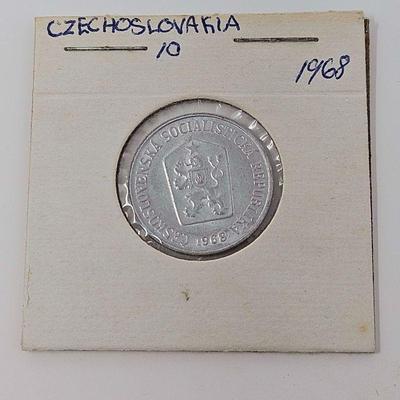 CZECHOSLOVAKIA
10
1968
ČESKOSLOVENSKÁ SOCIALISTICKÁ REPUBLIKA
1968